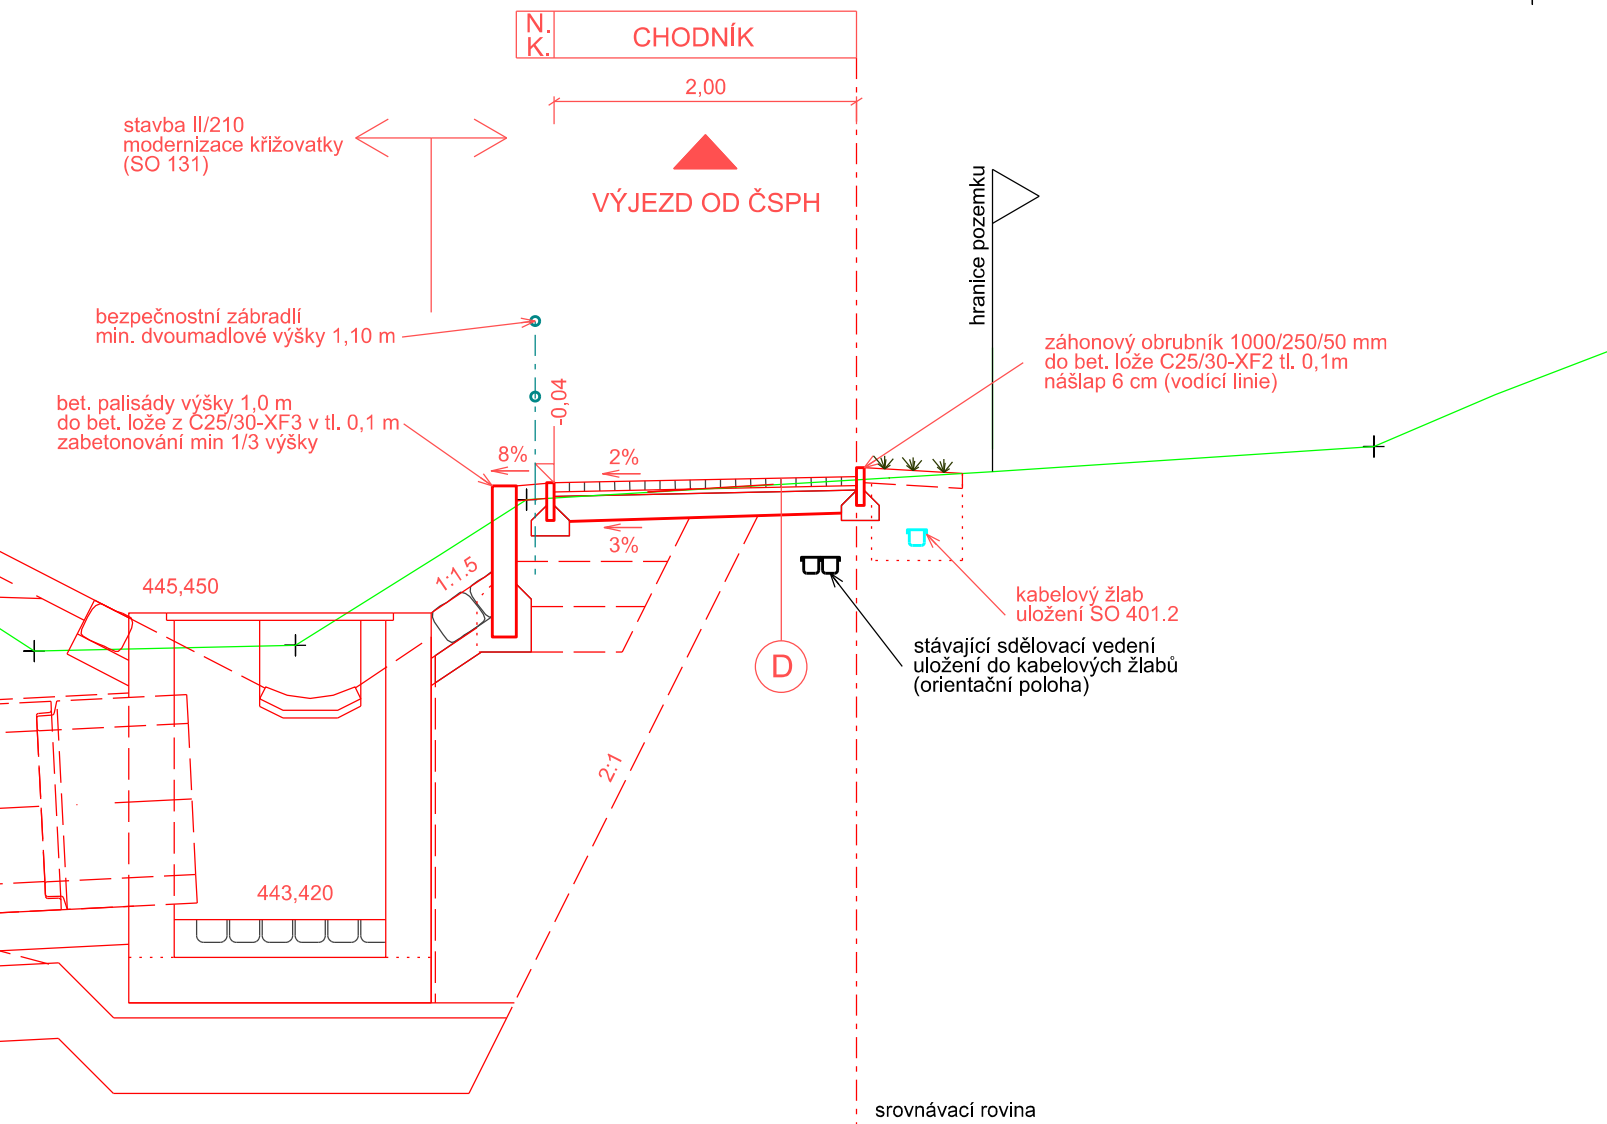 N.
K.
CHODNÍK
2,00
stavba II/210
modernizace křižovatky
(SO 131)
VÝJEZD OD ČSPH
hranice pozemku
bezpečnostní zábradlí
min. dvoumadlové výšky 1,10 m
záhonový obrubník 1000/250/50 mm
do bet. lože C25/30-XF2 tl. 0,1m
nášlap 6 cm (vodící linie)
-0,04
bet. palisády výšky 1,0 m
do bet. lože z C25/30-XF3 v tl. 0,1 m
zabetonování min 1/3 výšky
8%
2%
3%
1:1.5
445,450
kabelový žlab
uložení SO 401.2
stávající sdělovací vedení
uložení do kabelových žlabů
(orientační poloha)
D
2:1
443,420
srovnávací rovina